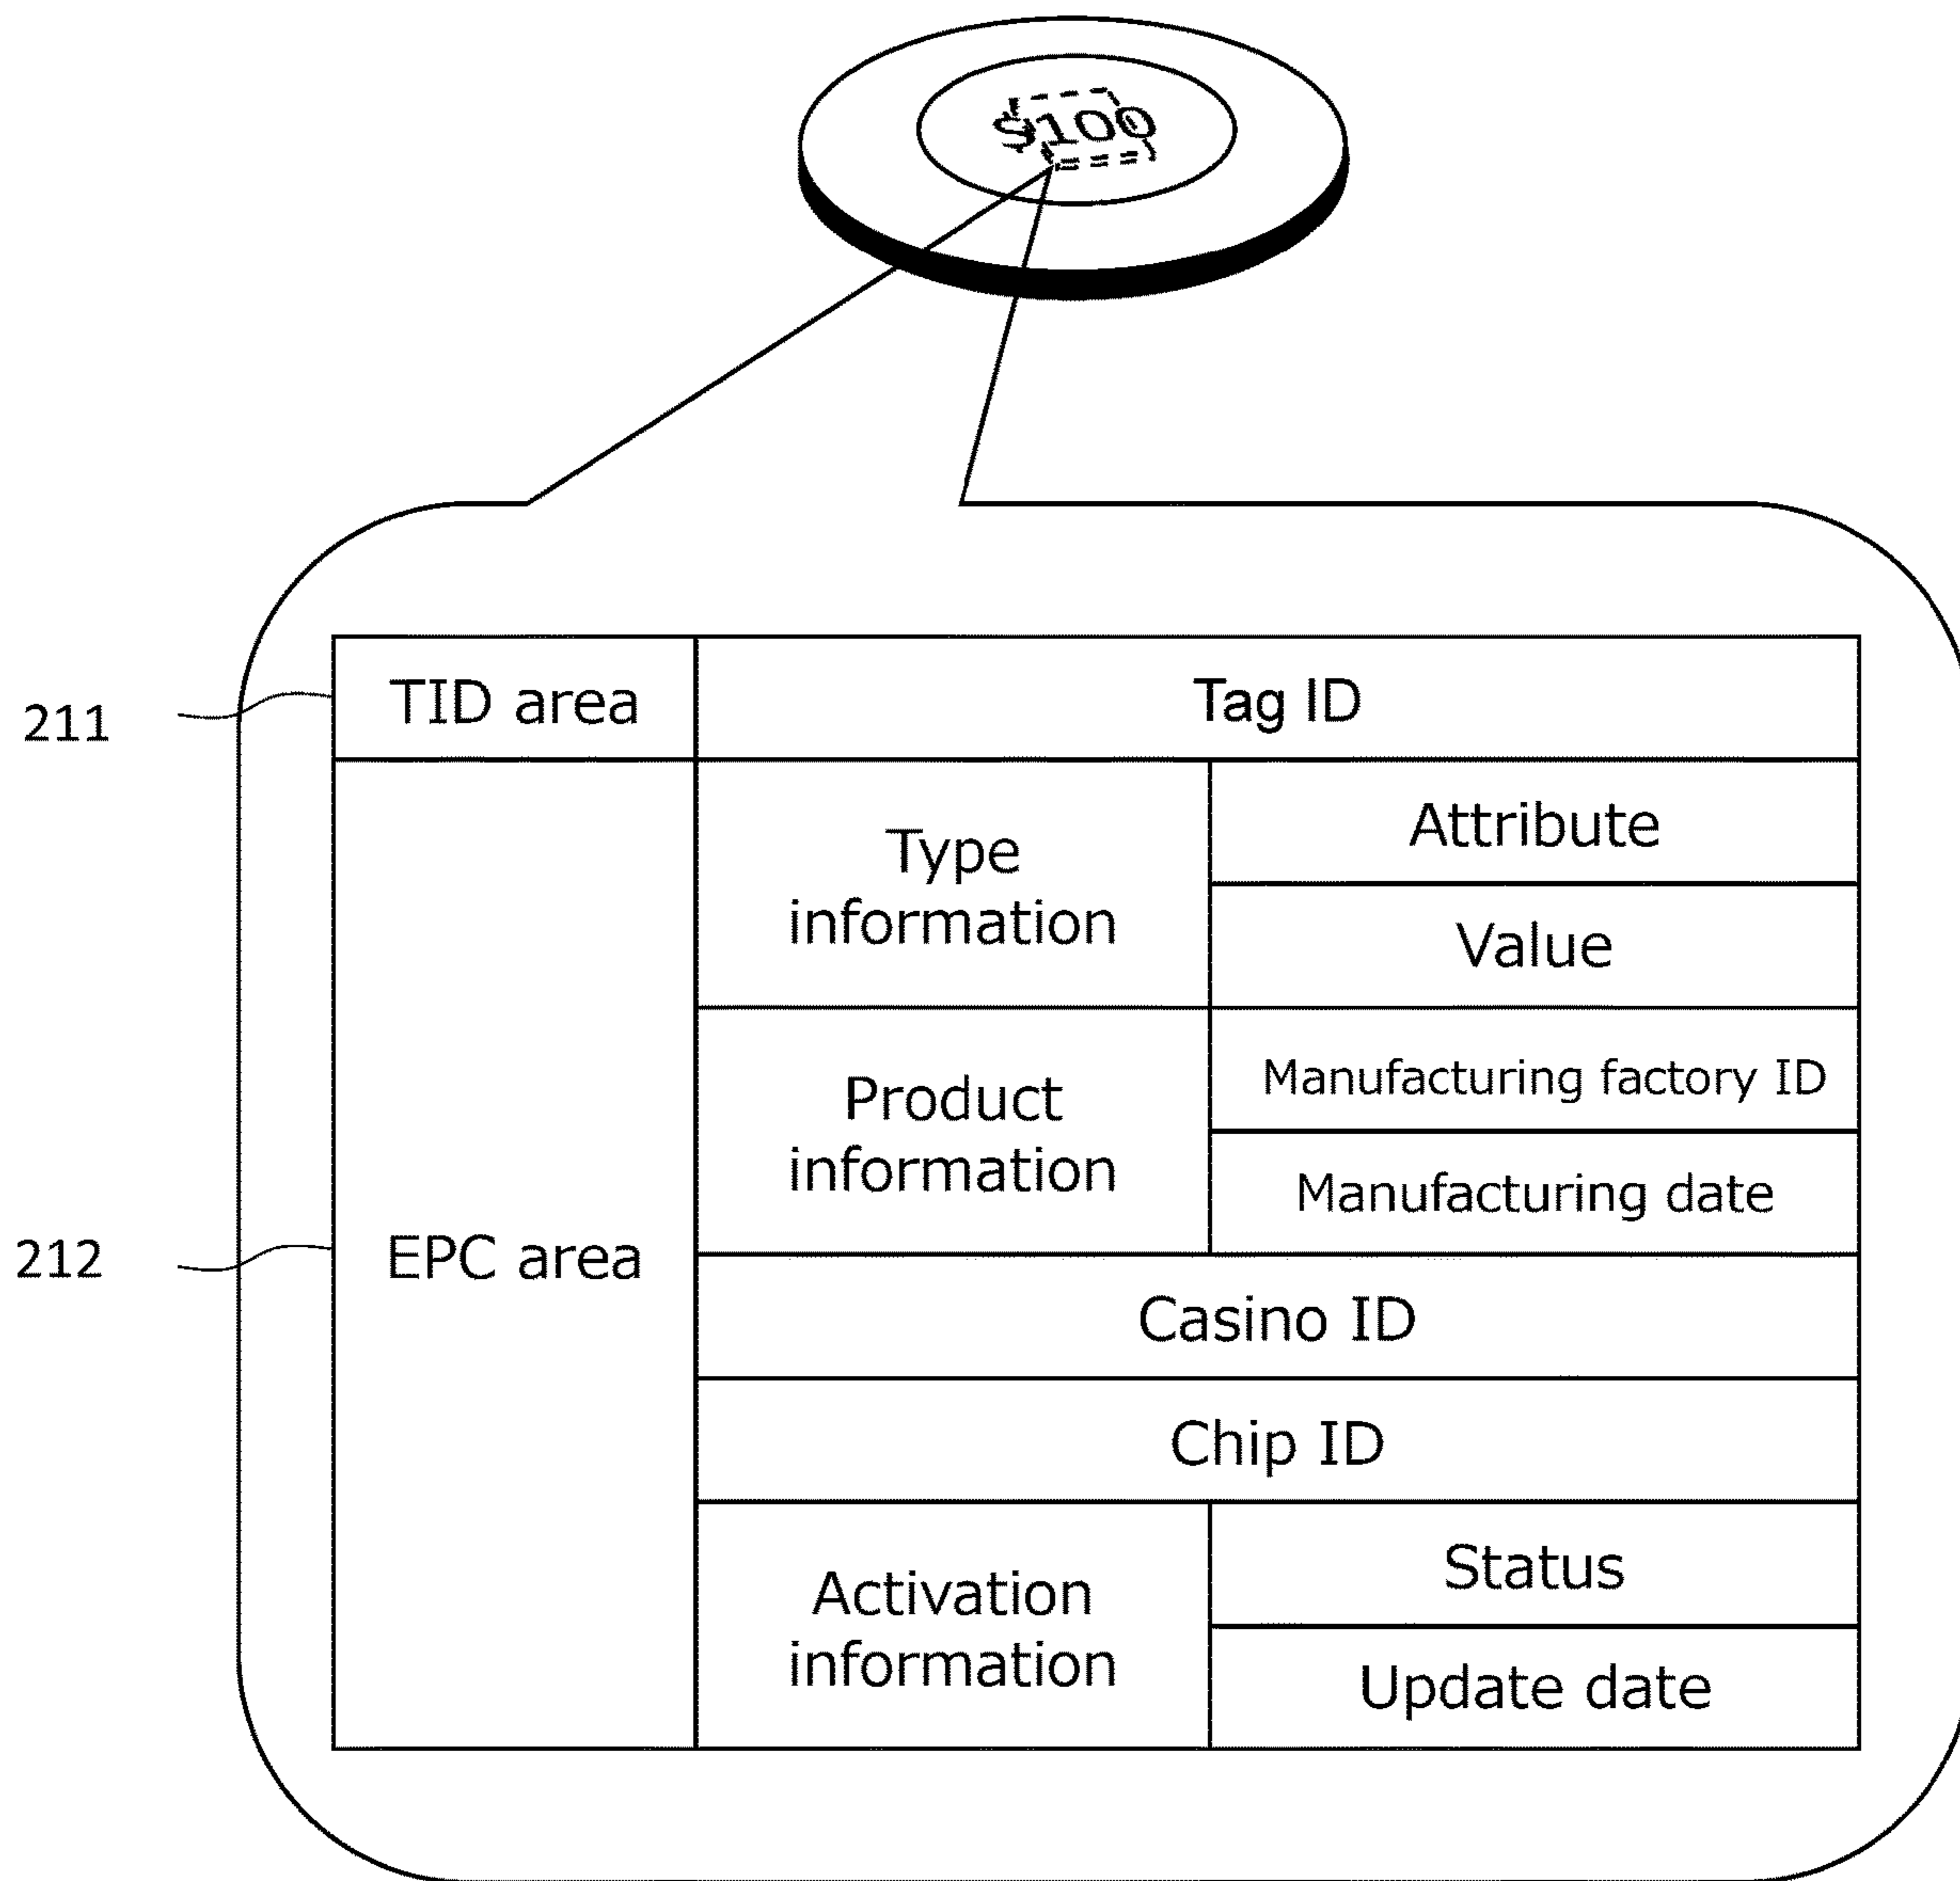 $100
211
TID area
Tag ID
212
EPC area
Type
information
Attribute
Value
Product
information
Manufacturing factory ID
Manufacturing date
Casino ID
Chip ID
Activation
information
Status
Update date